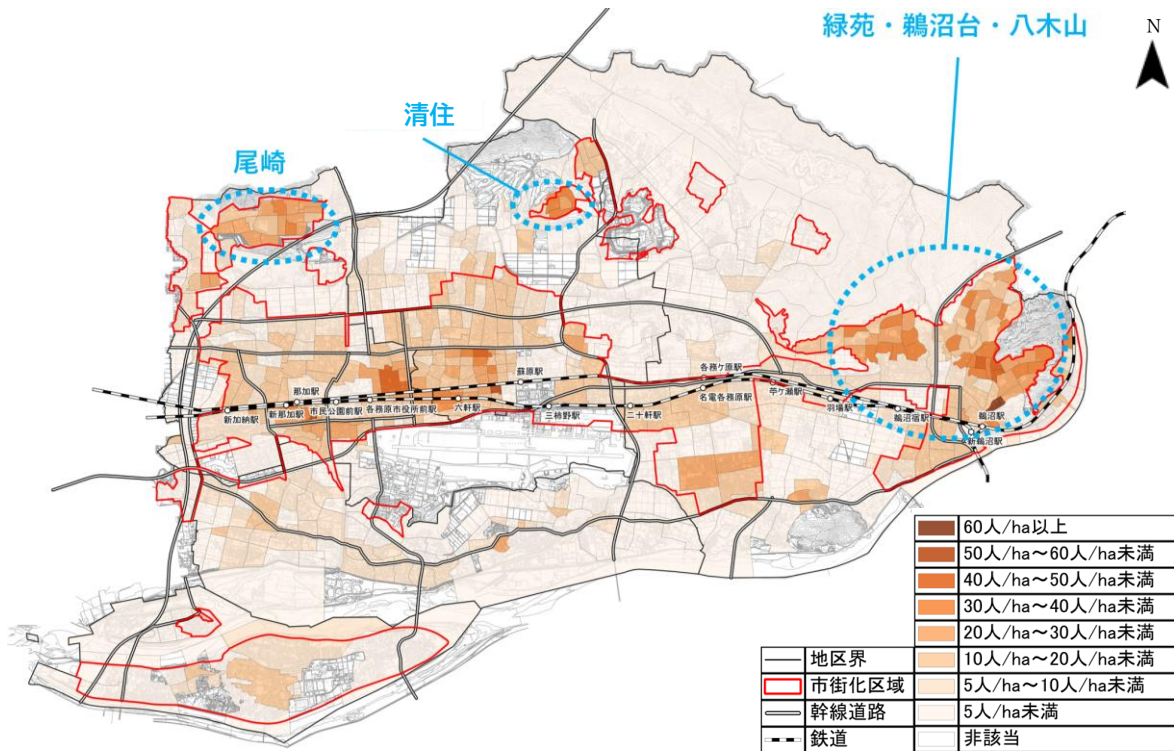 緑苑・鵜沼台・八木山
N
清住
尾崎
各務ケ原駅
蘇原駅
苧ケ瀬駅
那加駅
名電各務原駅
羽場駅
鵜沼宿駅
鵜沼駅
新加納駅
新那加駅
市民公園前駅
各務原市役所前駅
六軒駅
三柿野駅
二十軒駅
新鵜沼駅
60人/ha以上
50人/ha～60人/ha未満
40人/ha～50人/ha未満
30人/ha～40人/ha未満
20人/ha～30人/ha未満
地区界
10人/ha～20人/ha未満
市街化区域
5人/ha～10人/ha未満
幹線道路
5人/ha未満
鉄道
非該当